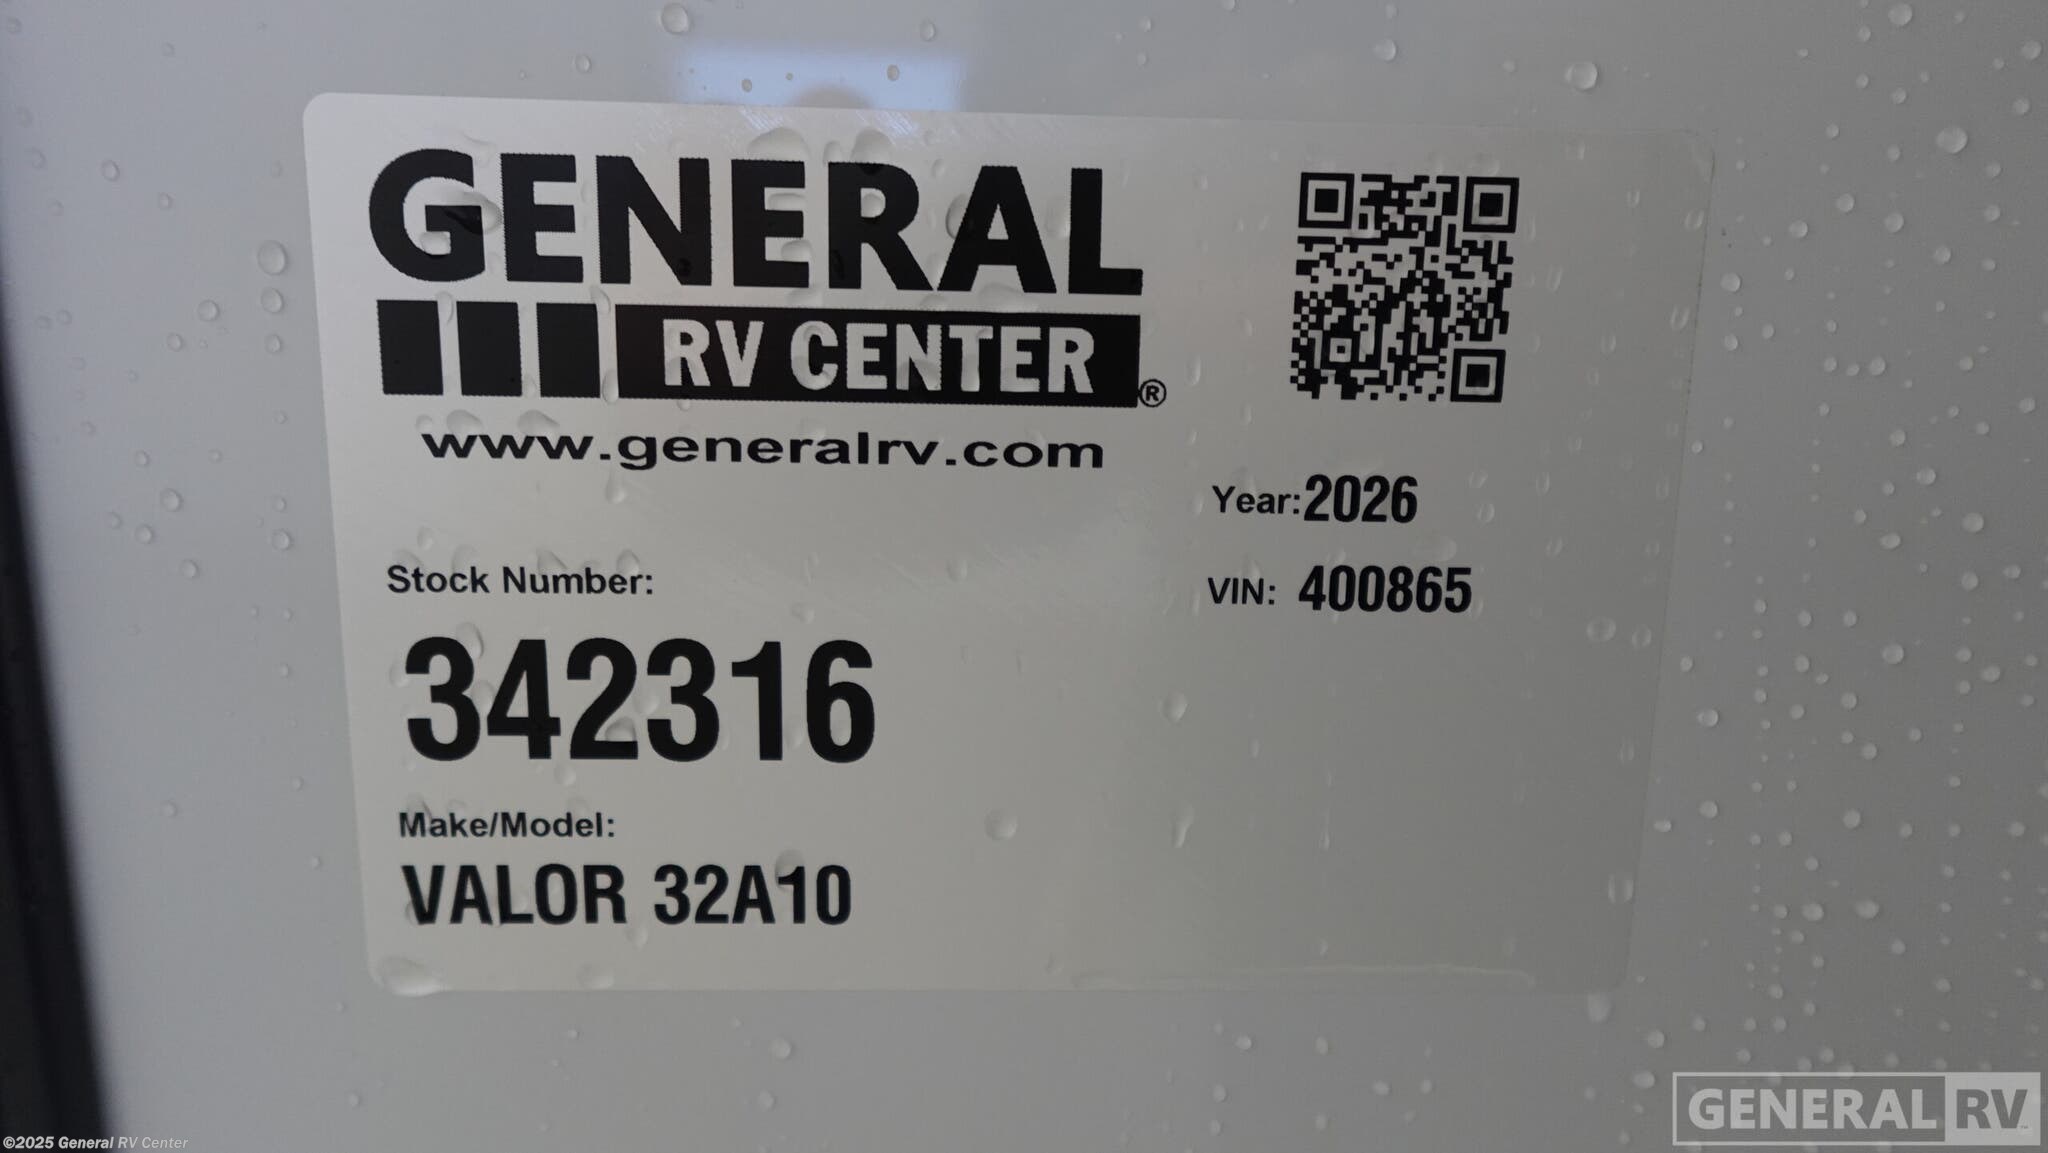 GENERAL
RV CENTER®
www.generalrv.com
Year: 2026
VIN: 400865
Stock Number:
342316
Make/Model:
VALOR 32A10
©2025 General RV Center
GENERAL RV™